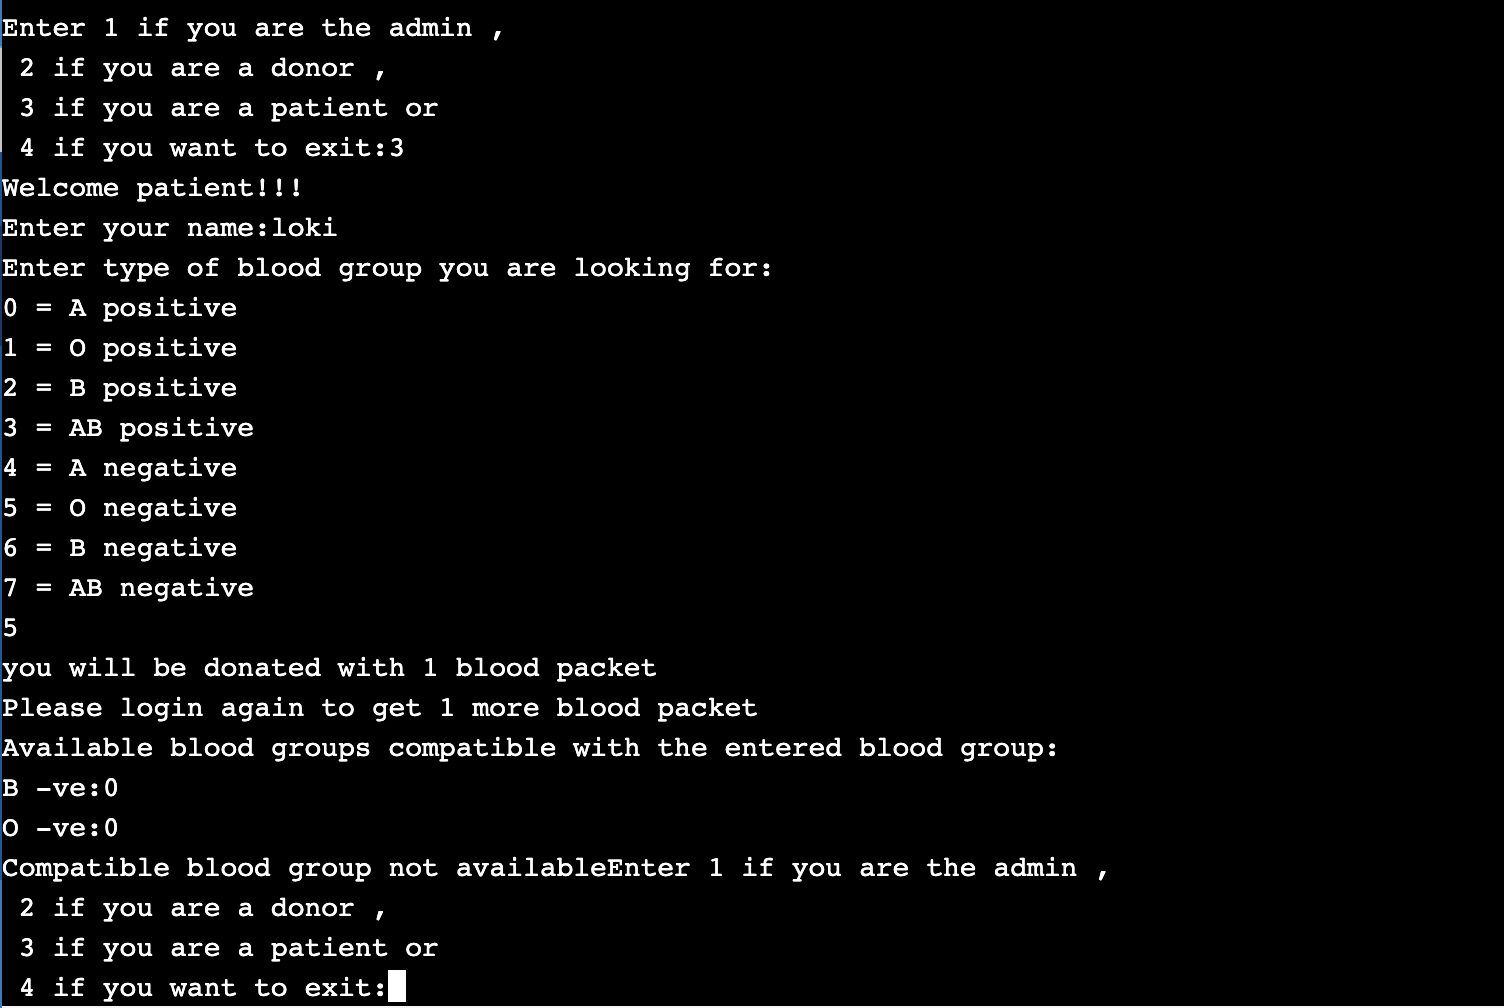 Enter 1 if you are the admin ,
 2 if you are a donor ,
 3 if you are a patient or
 4 if you want to exit:3
Welcome patient!!!
Enter your name:loki
Enter type of blood group you are looking for:
0 = A positive
1 = O positive
2 = B positive
3 = AB positive
4 = A negative
5 = O negative
6 = B negative
7 = AB negative
5
you will be donated with 1 blood packet
Please login again to get 1 more blood packet
Available blood groups compatible with the entered blood group:
B -ve:0
O -ve:0
Compatible blood group not availableEnter 1 if you are the admin ,
 2 if you are a donor ,
 3 if you are a patient or
 4 if you want to exit: